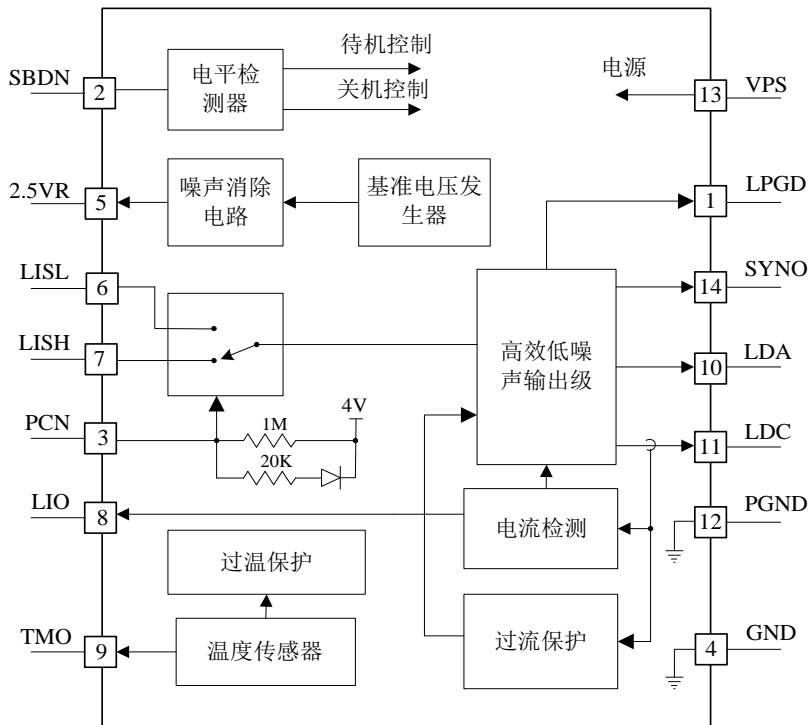 待机控制
SBDN
2
电平检
测器
关机控制
电源
13
VPS
2.5VR
5
噪声消除
电路
基准电压发
生器
1
LPGD
LISL
6
SYNO
14
LISH
7
高效低噪
声输出级
LDA
10
PCN
3
1M
4V
20K
LDC
11
LIO
8
电流检测
PGND
12
过温保护
TMO
9
温度传感器
过流保护
GND
4